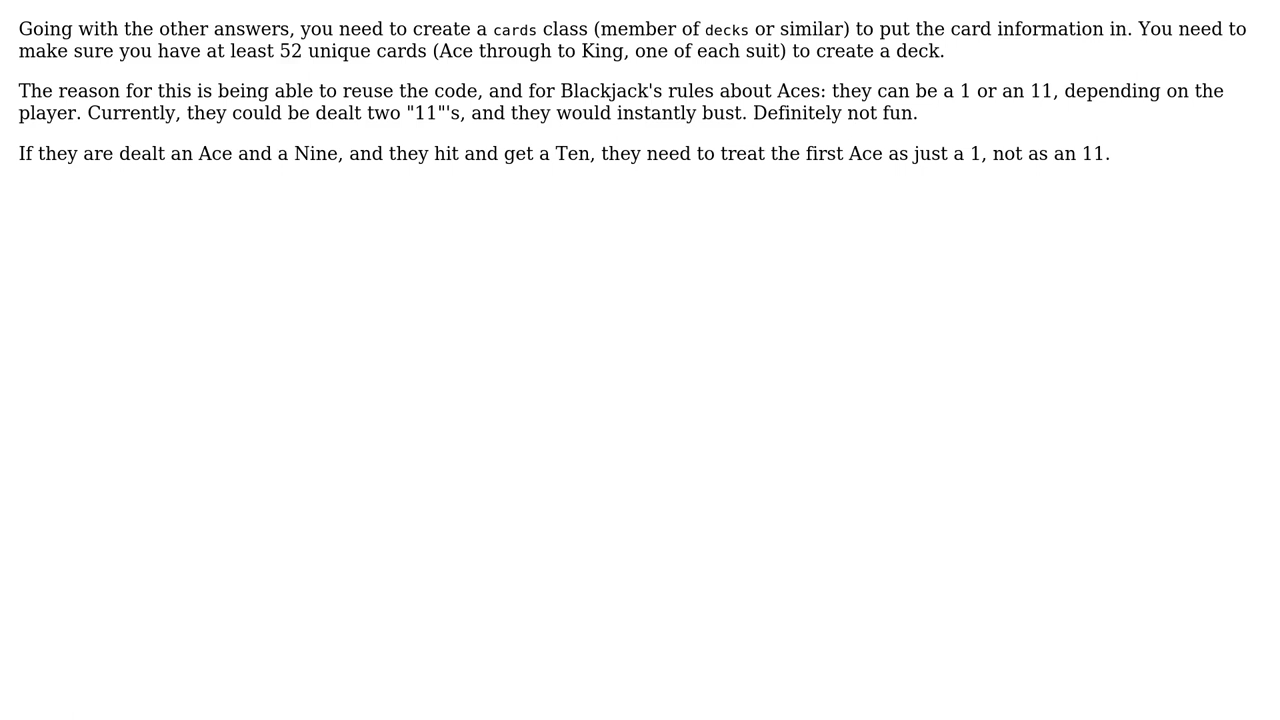 Going with the other answers, you need to create a cards class (member of decks or similar) to put the card information in. You need to
make sure you have at least 52 unique cards (Ace through to King, one of each suit) to create a deck.
The reason for this is being able to reuse the code, and for Blackjack's rules about Aces: they can be a 1 or an 11, depending on the
player. Currently, they could be dealt two "11"'s, and they would instantly bust. Definitely not fun.
If they are dealt an Ace and a Nine, and they hit and get a Ten, they need to treat the first Ace as just a 1, not as an 11.